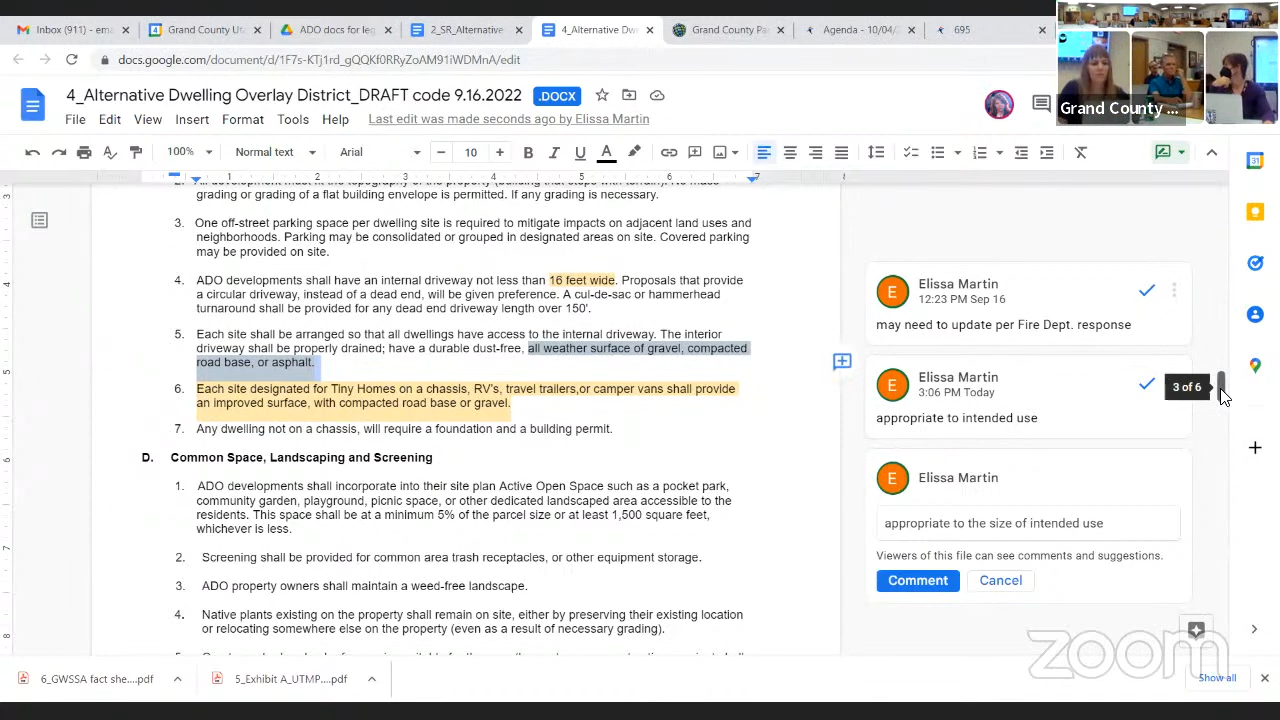 Inbox (911) - ema
Grand County Ut
ADO docs for le
2_SR_Alternative
4_Alternative Dw
Grand County Pa
Agenda - 10/04/
695
docs.google.com/document/d/1F7s-KTj1rd_gQQKf0RRyZoAM91iWDMnA/edit
4_Alternative Dwelling Overlay District_DRAFT code 9.16.2022 .DOCX
File Edit View Insert Format Tools Help Last edit was made seconds ago by Elissa Martin
Grand County ...
100% Normal text Arial 10 B I U A
1 2 3 4 5 6 7 8
grading or grading of a flat building envelope is permitted. If any grading is necessary.
3. One off-street parking space per dwelling site is required to mitigate impacts on adjacent land uses and
neighborhoods. Parking may be consolidated or grouped in designated areas on site. Covered parking
may be provided on site.
4. ADO developments shall have an internal driveway not less than 16 feet wide. Proposals that provide
a circular driveway, instead of a dead end, will be given preference. A cul-de-sac or hammerhead
turnaround shall be provided for any dead end driveway length over 150'.
5. Each site shall be arranged so that all dwellings have access to the internal driveway. The interior
driveway shall be properly drained; have a durable dust-free, all weather surface of gravel, compacted
road base, or asphalt.
6. Each site designated for Tiny Homes on a chassis, RV's, travel trailers,or camper vans shall provide
an improved surface, with compacted road base or gravel.
7. Any dwelling not on a chassis, will require a foundation and a building permit.
D. Common Space, Landscaping and Screening
1. ADO developments shall incorporate into their site plan Active Open Space such as a pocket park,
community garden, playground, picnic space, or other dedicated landscaped area accessible to the
residents. This space shall be at a minimum 5% of the parcel size or at least 1,500 square feet,
whichever is less.
2. Screening shall be provided for common area trash receptacles, or other equipment storage.
3. ADO property owners shall maintain a weed-free landscape.
4. Native plants existing on the property shall remain on site, either by preserving their existing location
or relocating somewhere else on the property (even as a result of necessary grading).
E Elissa Martin
12:23 PM Sep 16
may need to update per Fire Dept. response
E Elissa Martin
3:06 PM Today
appropriate to intended use
3 of 6
E Elissa Martin
appropriate to the size of intended use
Viewers of this file can see comments and suggestions.
Comment Cancel
31
3
4
5
6
7
8
zoom
6_GWSSA fact she....pdf
5_Exhibit A_UTMP....pdf
Show all